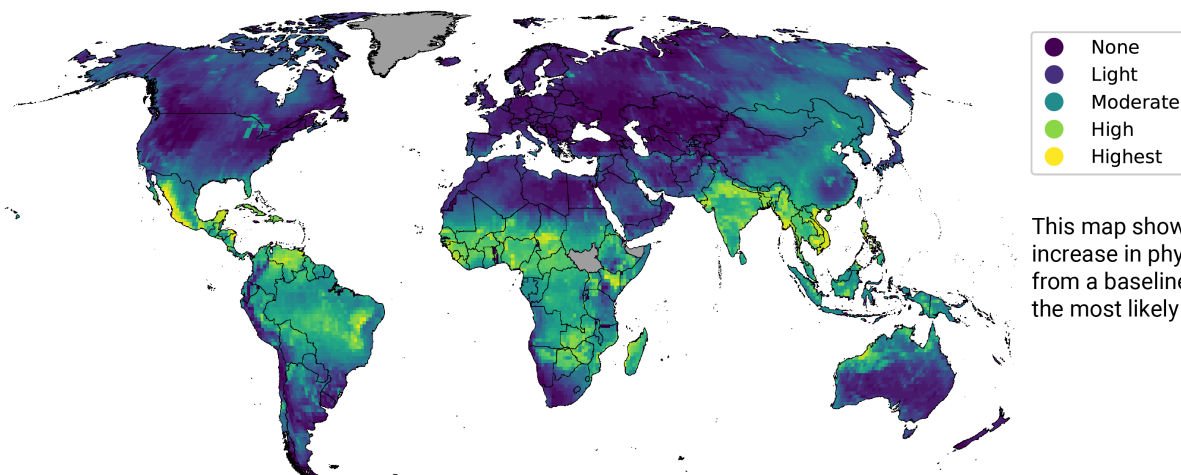 None
Light
Moderate
High
Highest
This map show
increase in phy
from a baseline
the most likely